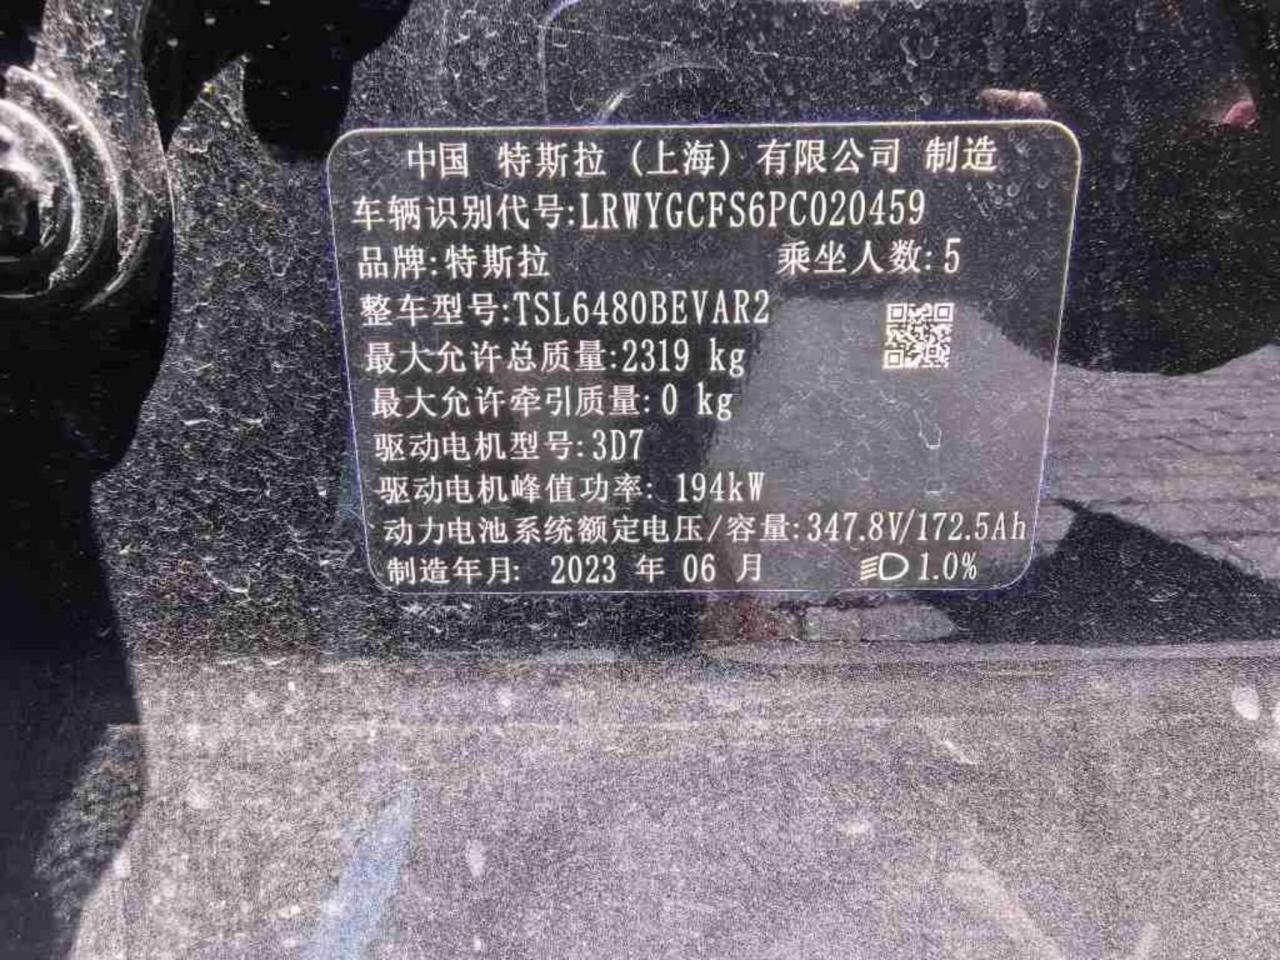 中国 特斯拉 (上海) 有限公司 制造
车辆识别代号:LRWYGCFS6PC020459
品牌:特斯拉 乘坐人数:5
整车型号:TSL6480BEVAR2
最大允许总质量:2319 kg
最大允许牵引质量:0 kg
驱动电机型号:3D7
驱动电机峰值功率: 194kW
动力电池系统额定电压/容量:347.8V/172.5Ah
制造年月: 2023 年 06 月 1.0%